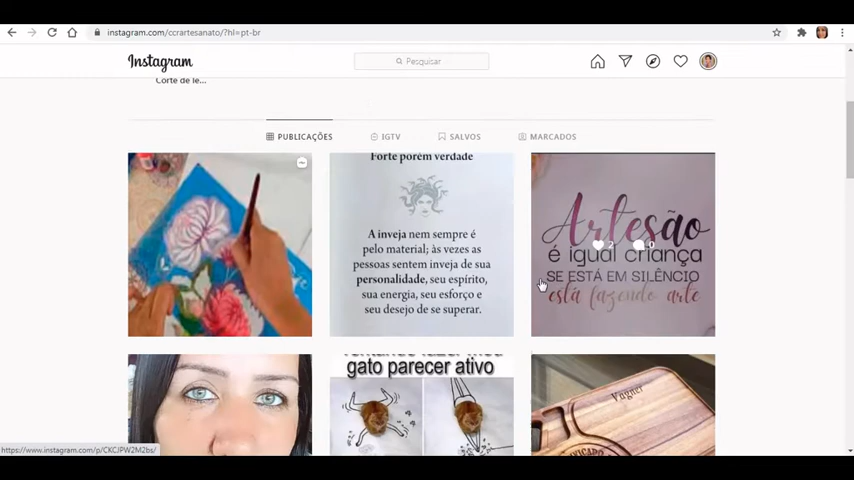 instagram.com/ccrartesanato/?hl=pt-br
Instagram
Pesquisar
Corte de le...
PUBLICAÇÕES
IGTV
SALVOS
MARCADOS
Forte porém verdade
A inveja nem sempre é
pelo material; às vezes as
pessoas sentem inveja de sua
personalidade, seu espírito,
sua energia, seu esforço e
seu desejo de se superar.
Artesão
é igual criança
SE ESTÁ EM SILÊNCIO
está fazendo arte
2
0
gato parecer ativo
Vagner
https://www.instagram.com/p/CKCJPW2M2bs/